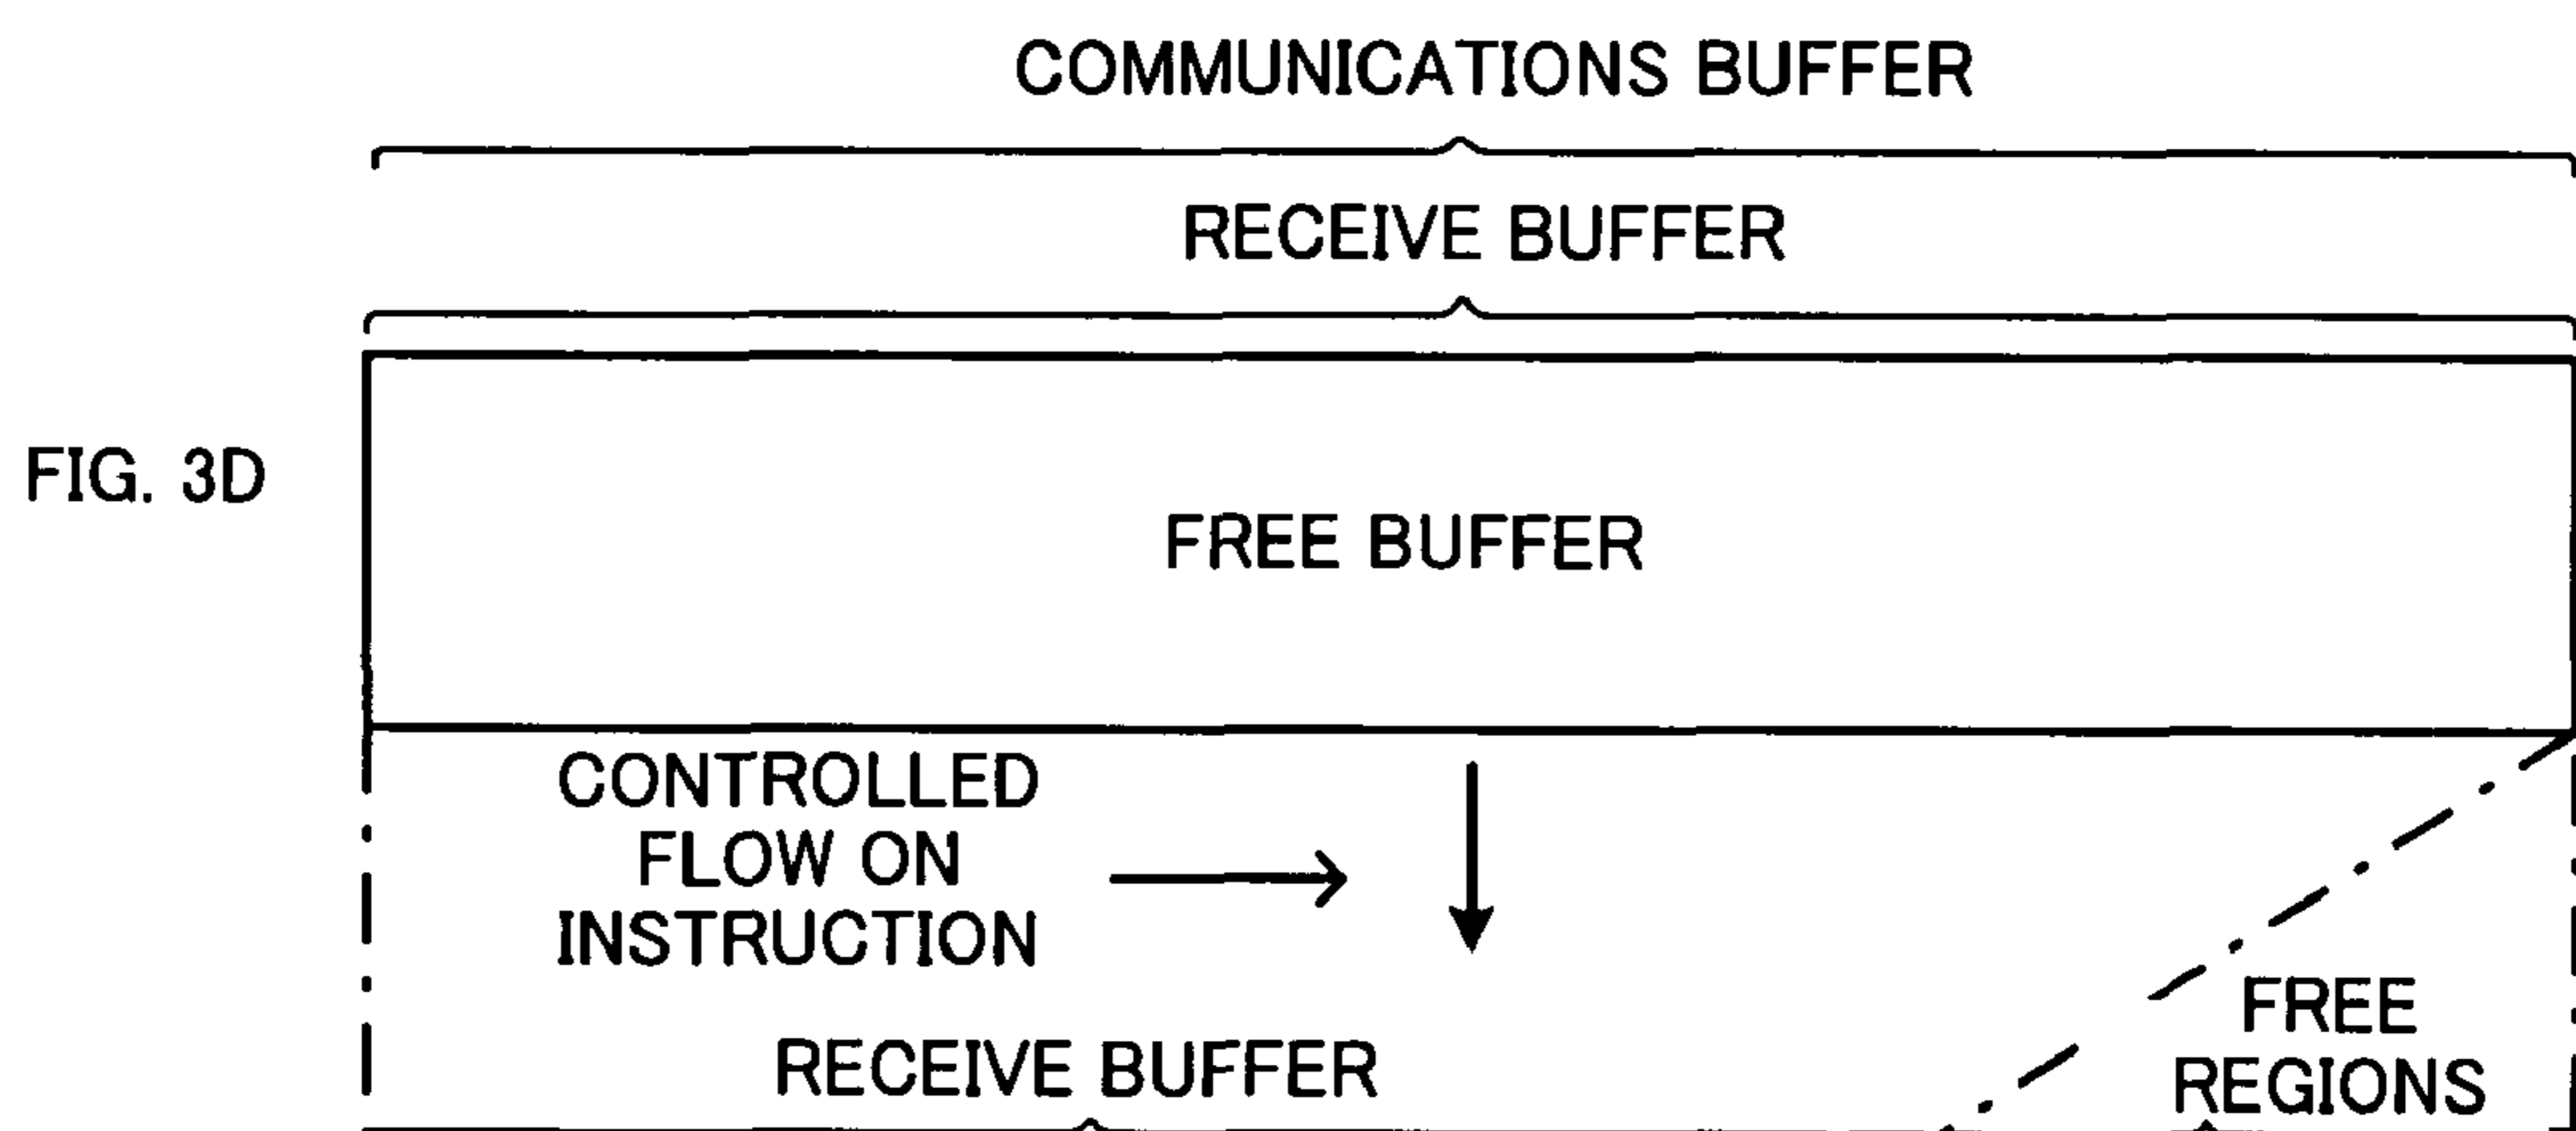 COMMUNICATIONS BUFFER
RECEIVE BUFFER
FIG. 3D
FREE BUFFER
CONTROLLED
FLOW ON
INSTRUCTION
FREE
REGIONS
RECEIVE BUFFER